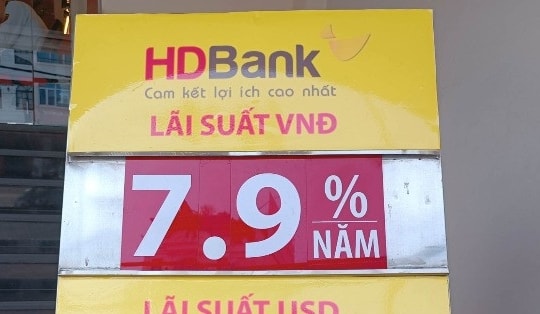 HDBank
Cam kết lợi ích cao nhất
LÃI SUẤT VNĐ
7.9 %
NĂM
LÃI SUẤT USD